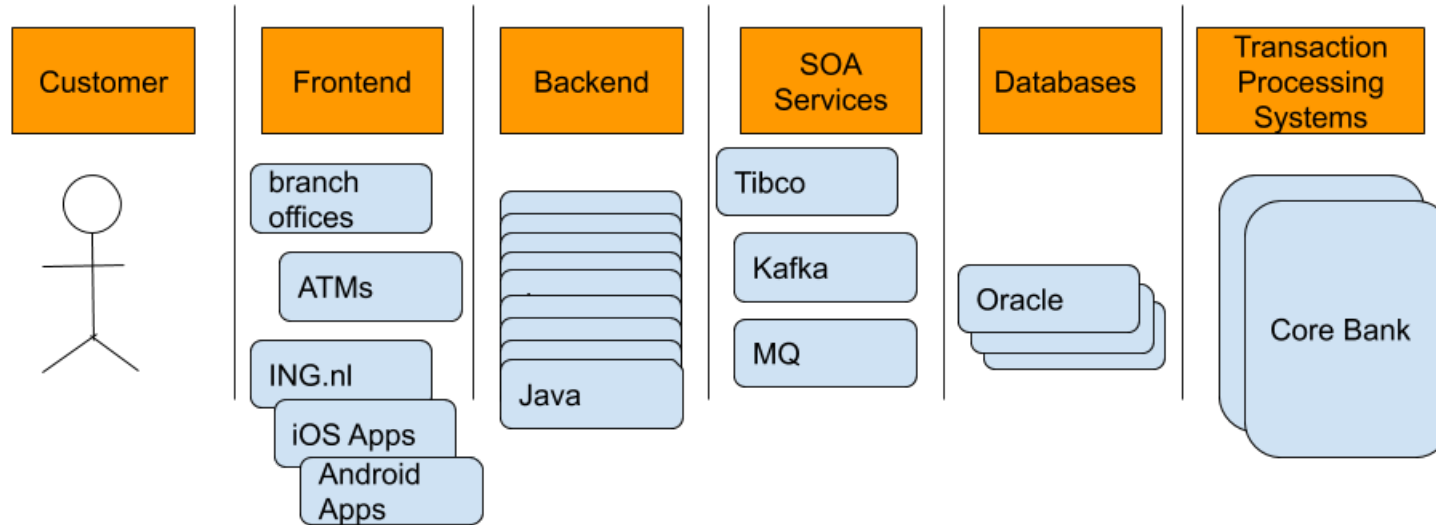 Customer
Frontend
Backend
SOA
Services
Databases
Transaction
Processing
Systems
branch
offices
ATMs
ING.nl
iOS Apps
Android
Apps
Java
Tibco
Kafka
MQ
Oracle
Core Bank